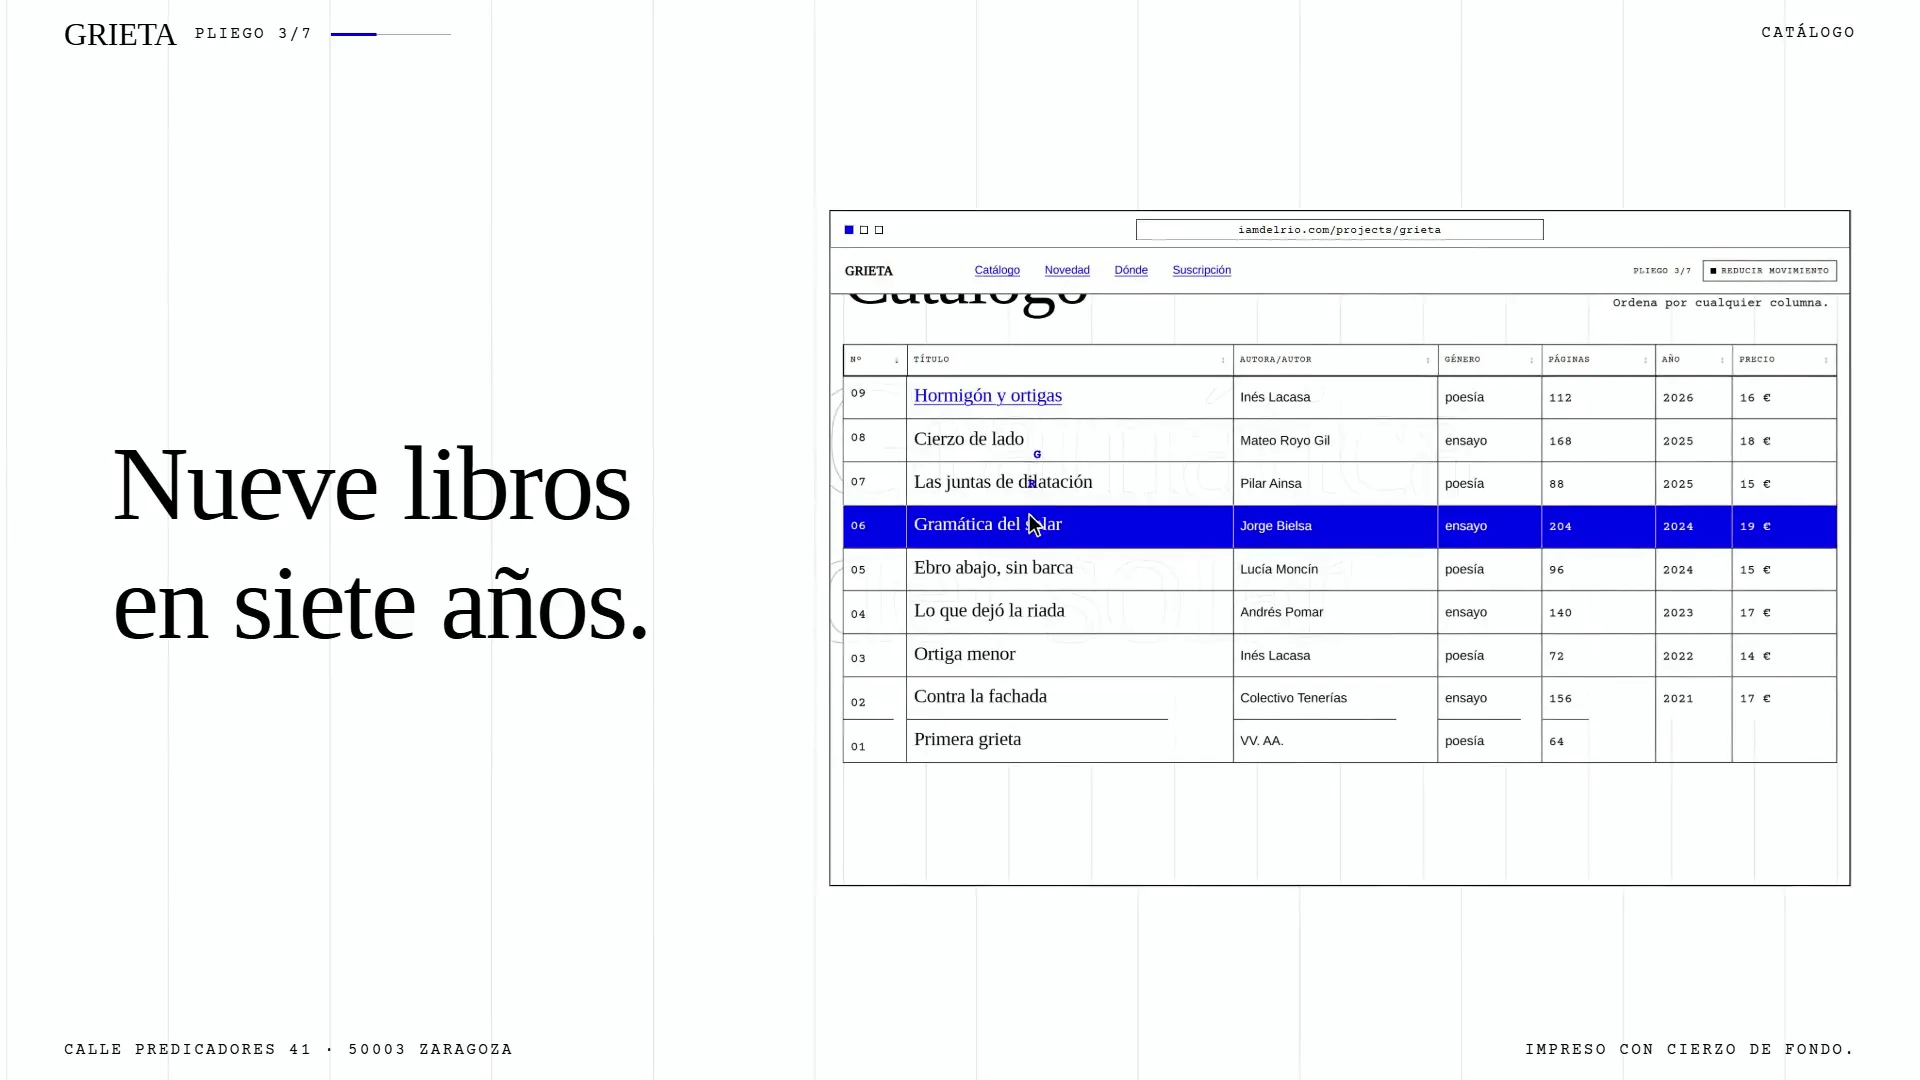 GRIETA PLIEGO 3/7
CATÁLOGO
Nueve libros
en siete años.
iamdelrio.com/projects/grieta
GRIETA Catálogo Novedad Dónde Suscripción PLIEGO 3/7 REDUCIR MOVIMIENTO
Catálogo
Ordena por cualquier columna.
Nº TÍTULO AUTORA/AUTOR GÉNERO PÁGINAS AÑO PRECIO
09 Hormigón y ortigas Inés Lacasa poesía 112 2026 16 €
08 Cierzo de lado Mateo Royo Gil ensayo 168 2025 18 €
G
07 Las juntas de dilatación Pilar Ainsa poesía 88 2025 15 €
06 Gramática del solar Jorge Bielsa ensayo 204 2024 19 €
05 Ebro abajo, sin barca Lucía Moncín poesía 96 2024 15 €
04 Lo que dejó la riada Andrés Pomar ensayo 140 2023 17 €
03 Ortiga menor Inés Lacasa poesía 72 2022 14 €
02 Contra la fachada Colectivo Tenerías ensayo 156 2021 17 €
01 Primera grieta VV. AA. poesía 64
Gramática
del solar
CALLE PREDICADORES 41 · 50003 ZARAGOZA
IMPRESO CON CIERZO DE FONDO.